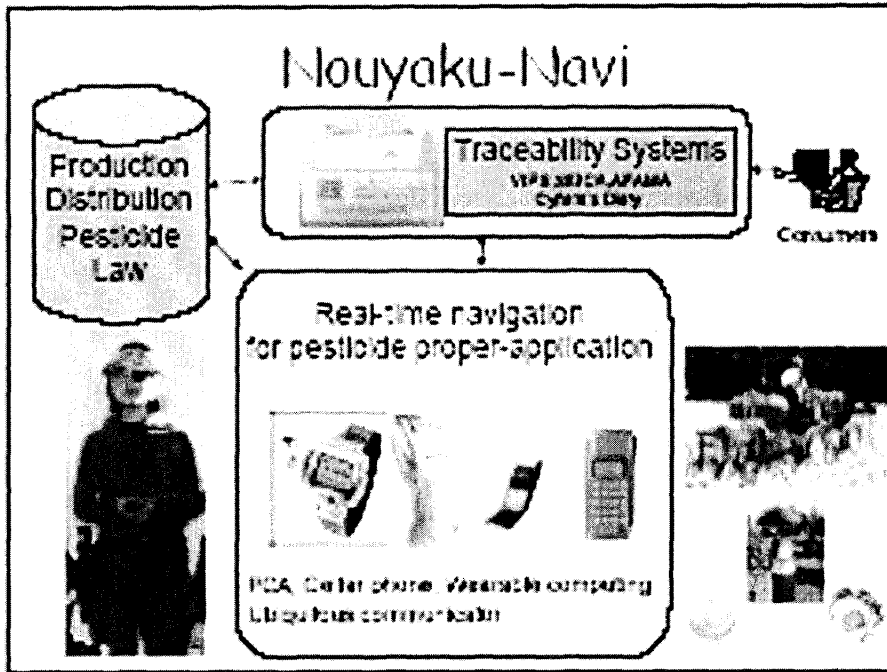 Nouyaku-Navi
Production
Distribution
Pesticide
Law
Traceability Systems
Consumers
Real-time navigation
for pesticide proper-application
PDA, Cellar phone, Wearable computing
Ubiquitous communicator